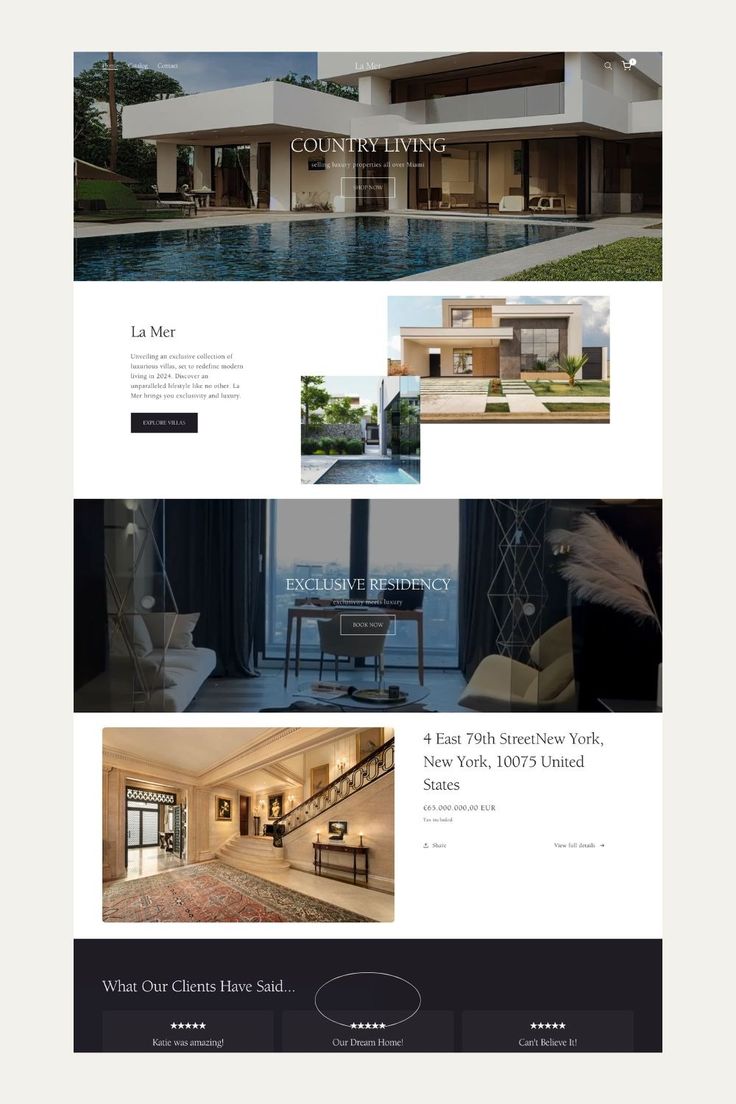 Home Catalog Contact
La Mer
COUNTRY LIVING
selling luxury properties all over Miami
SHOP NOW
La Mer
Unveiling an exclusive collection of
luxurious villas, set to redefine modern
living in 2024. Discover an
unparalleled lifestyle like no other. La
Mer brings you exclusivity and luxury.
EXPLORE VILLAS
EXCLUSIVE RESIDENCY
exclusivity meets luxury
BOOK NOW
4 East 79th StreetNew York,
New York, 10075 United
States
€65.000.000,00 EUR
Tax included.
Share
View full details →
What Our Clients Have Said...
★★★★★
Katie was amazing!
★★★★★
Our Dream Home!
★★★★★
Can't Believe It!